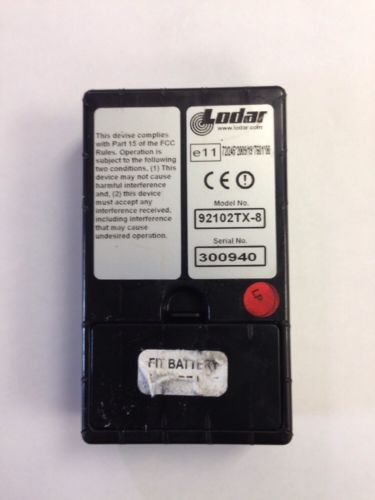 This devise complies
with Part 15 of the FCC
Rules. Operation is
subject to the following
two conditions, (1) This
device may not cause
harmful interference
and, (2) this device
must accept any
interference received,
including interference
that may cause
undesired operation.
Lodar
www.lodar.com
e11
CE
Model No.
92102TX-8
Serial No.
300940
LP
FIT BATTERY